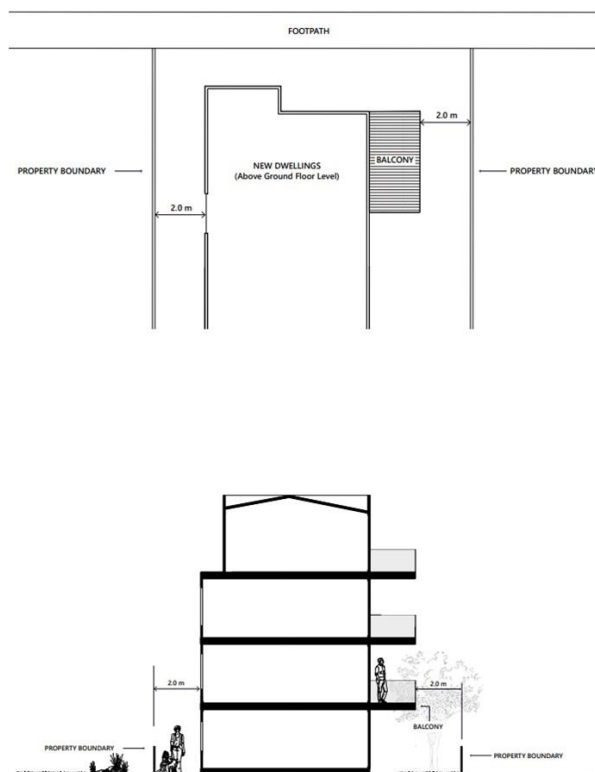 FOOTPATH
2.0 m
PROPERTY BOUNDARY
NEW DWELLINGS
(Above Ground Floor Level)
BALCONY
PROPERTY BOUNDARY
2.0 m
2.0 m
2.0 m
BALCONY
PROPERTY BOUNDARY
PROPERTY BOUNDARY